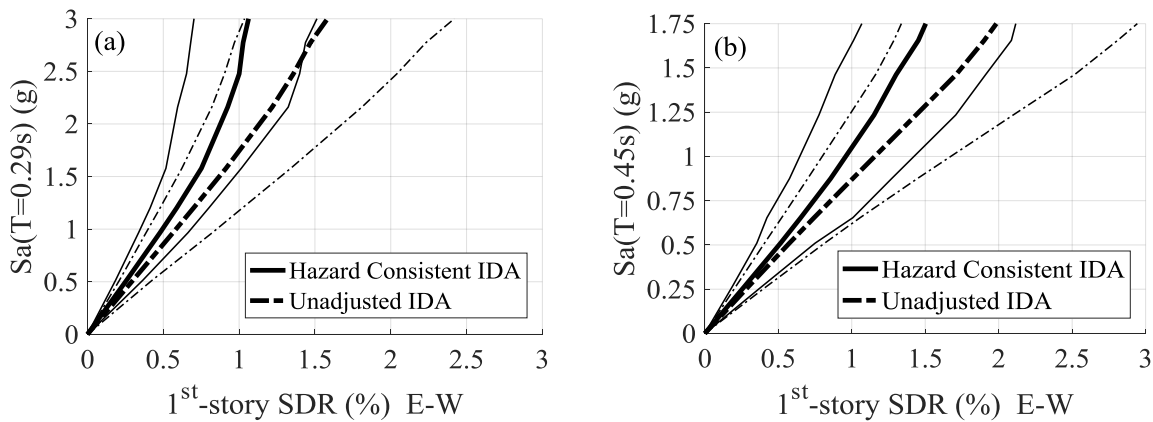 (a)
3
2.5
2
1.5
1
0.5
0
Sa(T=0.29s) (g)
Hazard Consistent IDA
Unadjusted IDA
0 0.5 1 1.5 2 2.5 3
1st-story SDR (%) E-W
(b)
1.75
1.5
1.25
1
0.75
0.5
0.25
0
Sa(T=0.45s) (g)
Hazard Consistent IDA
Unadjusted IDA
0 0.5 1 1.5 2 2.5 3
1st-story SDR (%) E-W